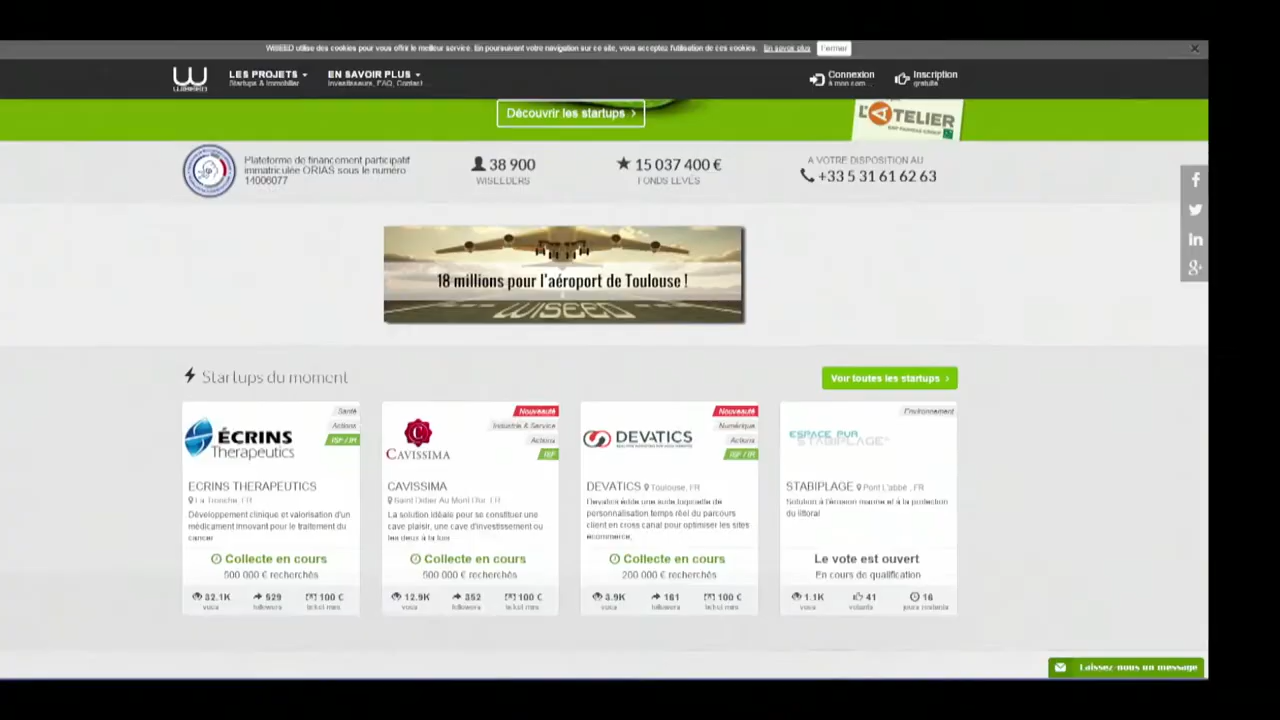 WISEED utilise des cookies pour vous offrir le meilleur service. En poursuivant votre navigation sur ce site, vous acceptez l'utilisation de ces cookies. En savoir plus Fermer
LES PROJETS
Startups & Immobilier
EN SAVOIR PLUS
Investisseurs, FAQ, Contact...
Connexion
à mon com...
Inscription
gratuite
Découvrir les startups
L'ATELIER
BNP PARIBAS GROUP
Plateforme de financement participatif
immatriculée ORIAS sous le numéro
14006077
38 900
WISEEDERS
15 037 400 €
FONDS LEVÉS
A VOTRE DISPOSITION AU
+33 5 31 61 62 63
18 millions pour l'aéroport de Toulouse !
WISEED
Startups du moment
Voir toutes les startups
Santé
Actions
ISF / IR
ÉCRINS
Therapeutics
ECRINS THERAPEUTICS
La Tronche, FR
Développement clinique et valorisation d'un
médicament innovant pour le traitement du
cancer
Collecte en cours
500 000 € recherchés
32.1K
vues
529
followers
100 €
ticket min.
Nouveauté
Industrie & Service
Actions
ISF
CAVISSIMA
CAVISSIMA
Saint Didier Au Mont D'or, FR
La solution idéale pour se constituer une
cave plaisir, une cave d'investissement ou
les deux à la fois
Collecte en cours
500 000 € recherchés
12.9K
vues
352
followers
100 €
ticket min.
Nouveauté
Numérique
Actions
ISF / IR
DEVATICS
DEVATICS Toulouse, FR
Devatics édite une suite logicielle de
personnalisation temps réel du parcours
client en cross canal pour optimiser les sites
ecommerce.
Collecte en cours
200 000 € recherchés
3.9K
vues
161
followers
100 €
ticket min.
Environnement
ESPACE PUR
STABIPLAGE
STABIPLAGE Pont L'abbé , FR
Solution à l'érosion marine et à la protection
du littoral
Le vote est ouvert
En cours de qualification
1.1K
vues
41
votants
16
jours restants
Laissez-nous un message